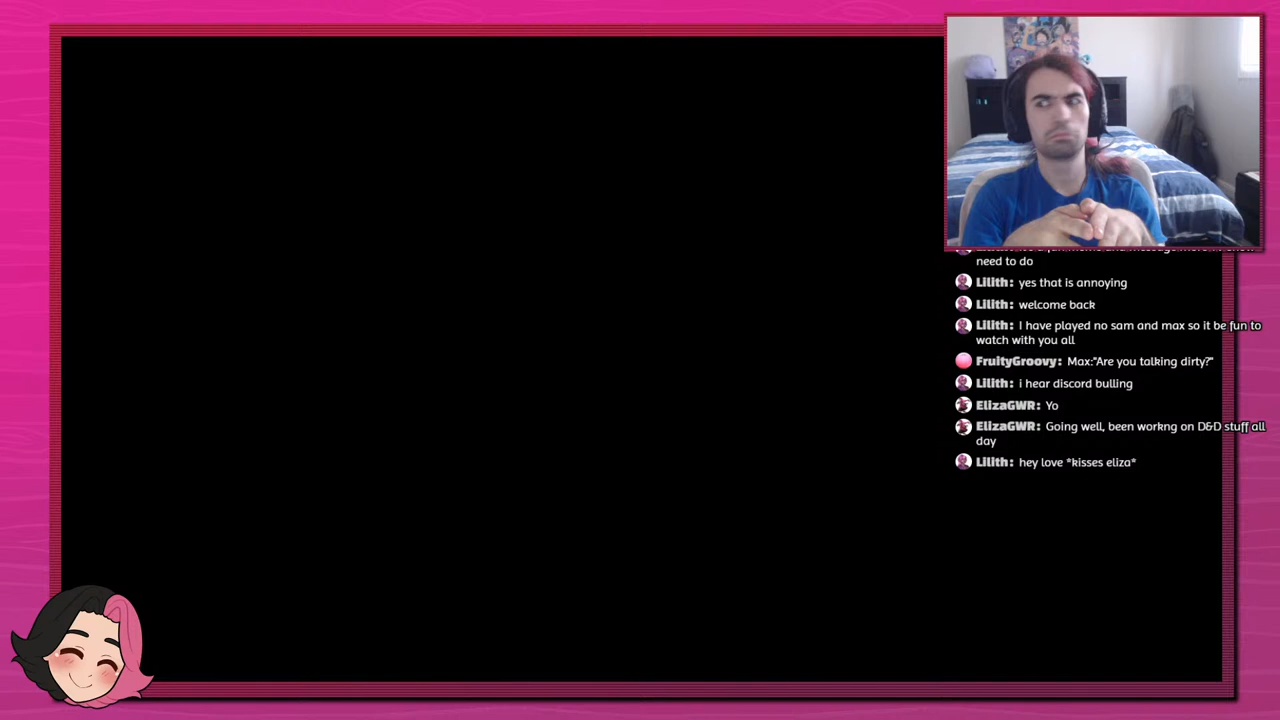 need to do
Lilith: yes that is annoying
Lilith: welcome back
Lilith: I have played no sam and max so it be fun to
watch with you all
FruityGroovy: Max:"Are you talking dirty?"
Lilith: i hear discord bulling
ElizaGWR: Yo
ElizaGWR: Going well, been workng on D&D stuff all
day
Lilith: hey love *kisses eliza*